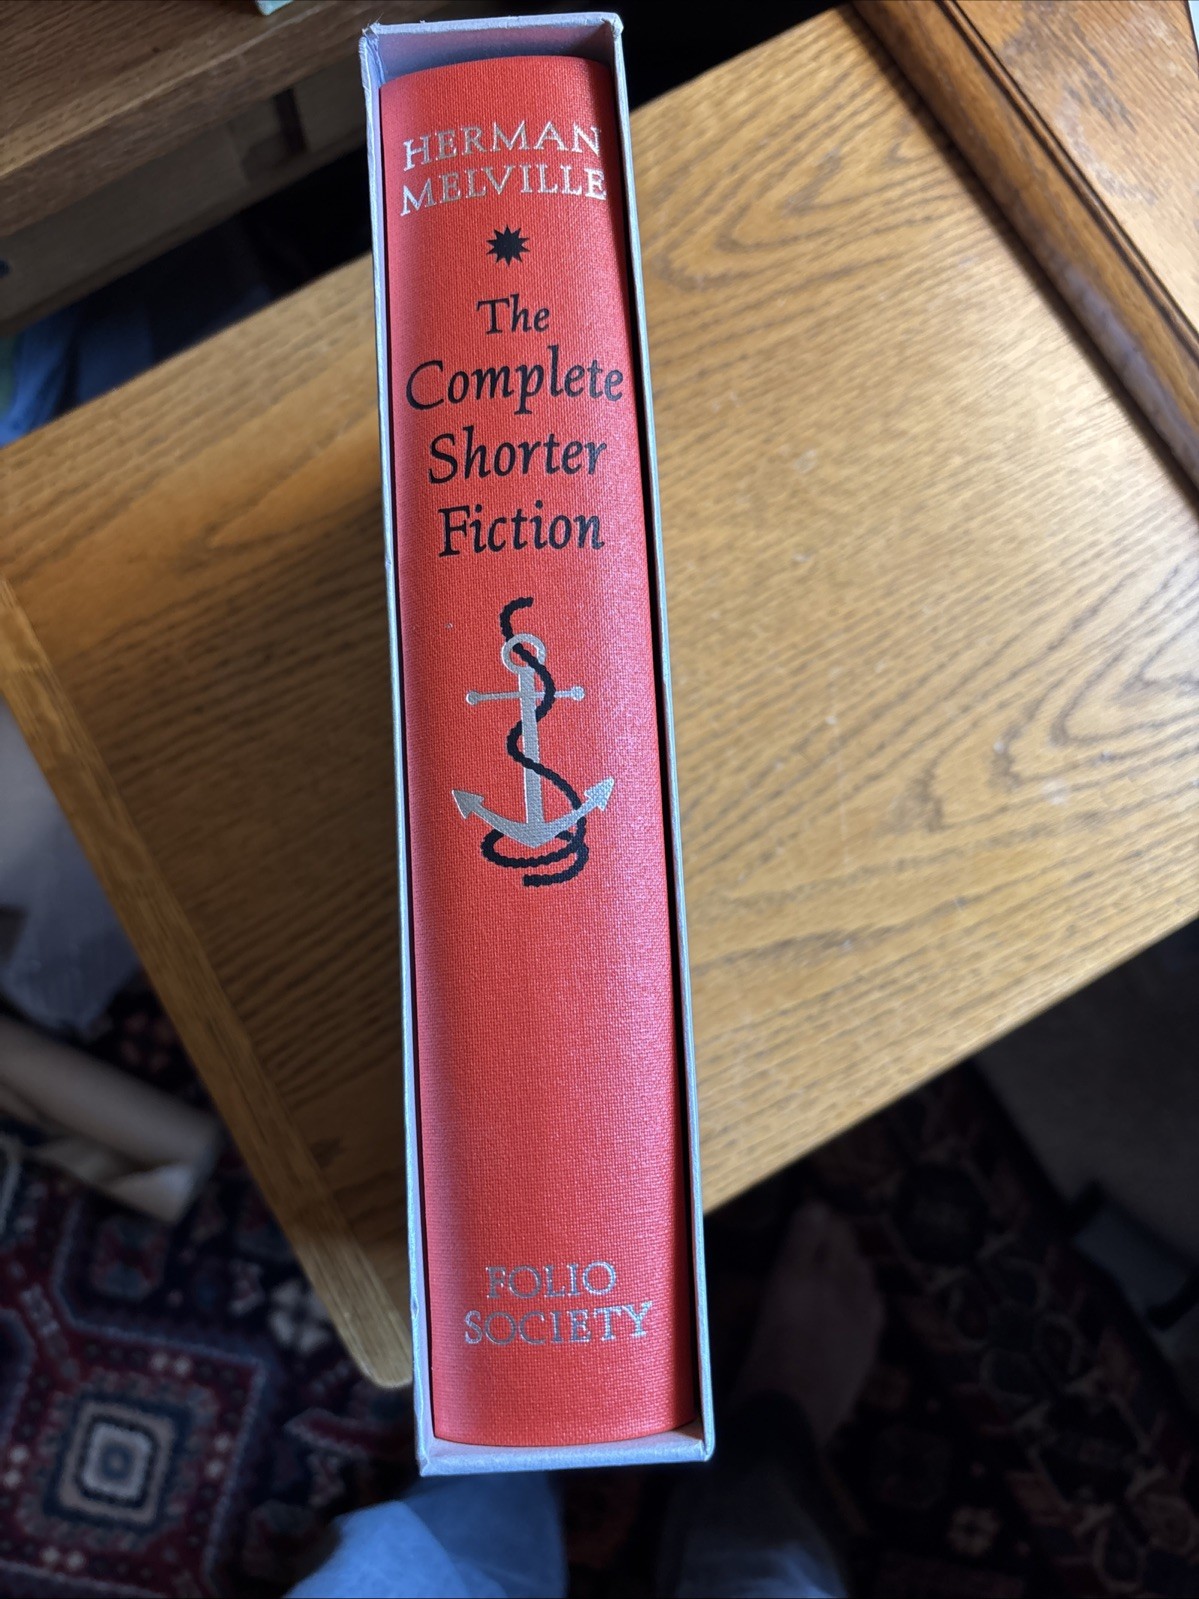 HERMAN
MELVILLE
The
Complete
Shorter
Fiction
FOLIO
SOCIETY